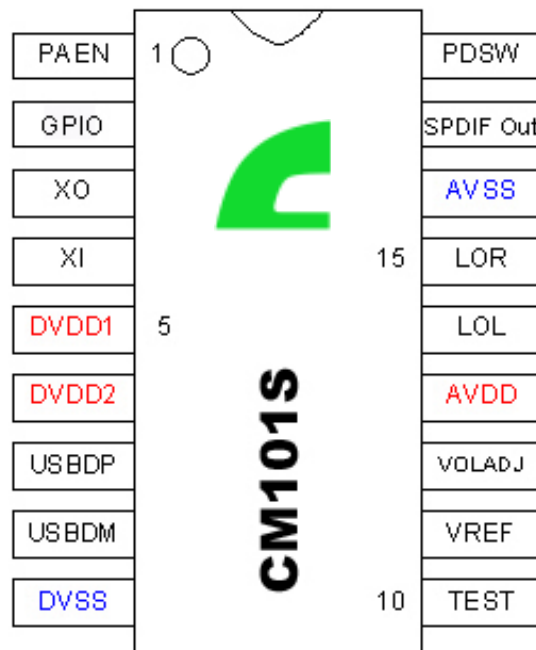 PAEN 1 PDSW
GPIO SPDIF Out
XO AVSS
XI 15 LOR
DVDD1 5 LOL
DVDD2 AVDD
USBDP VOLADJ
USBDM VREF
DVSS 10 TEST
CM101S